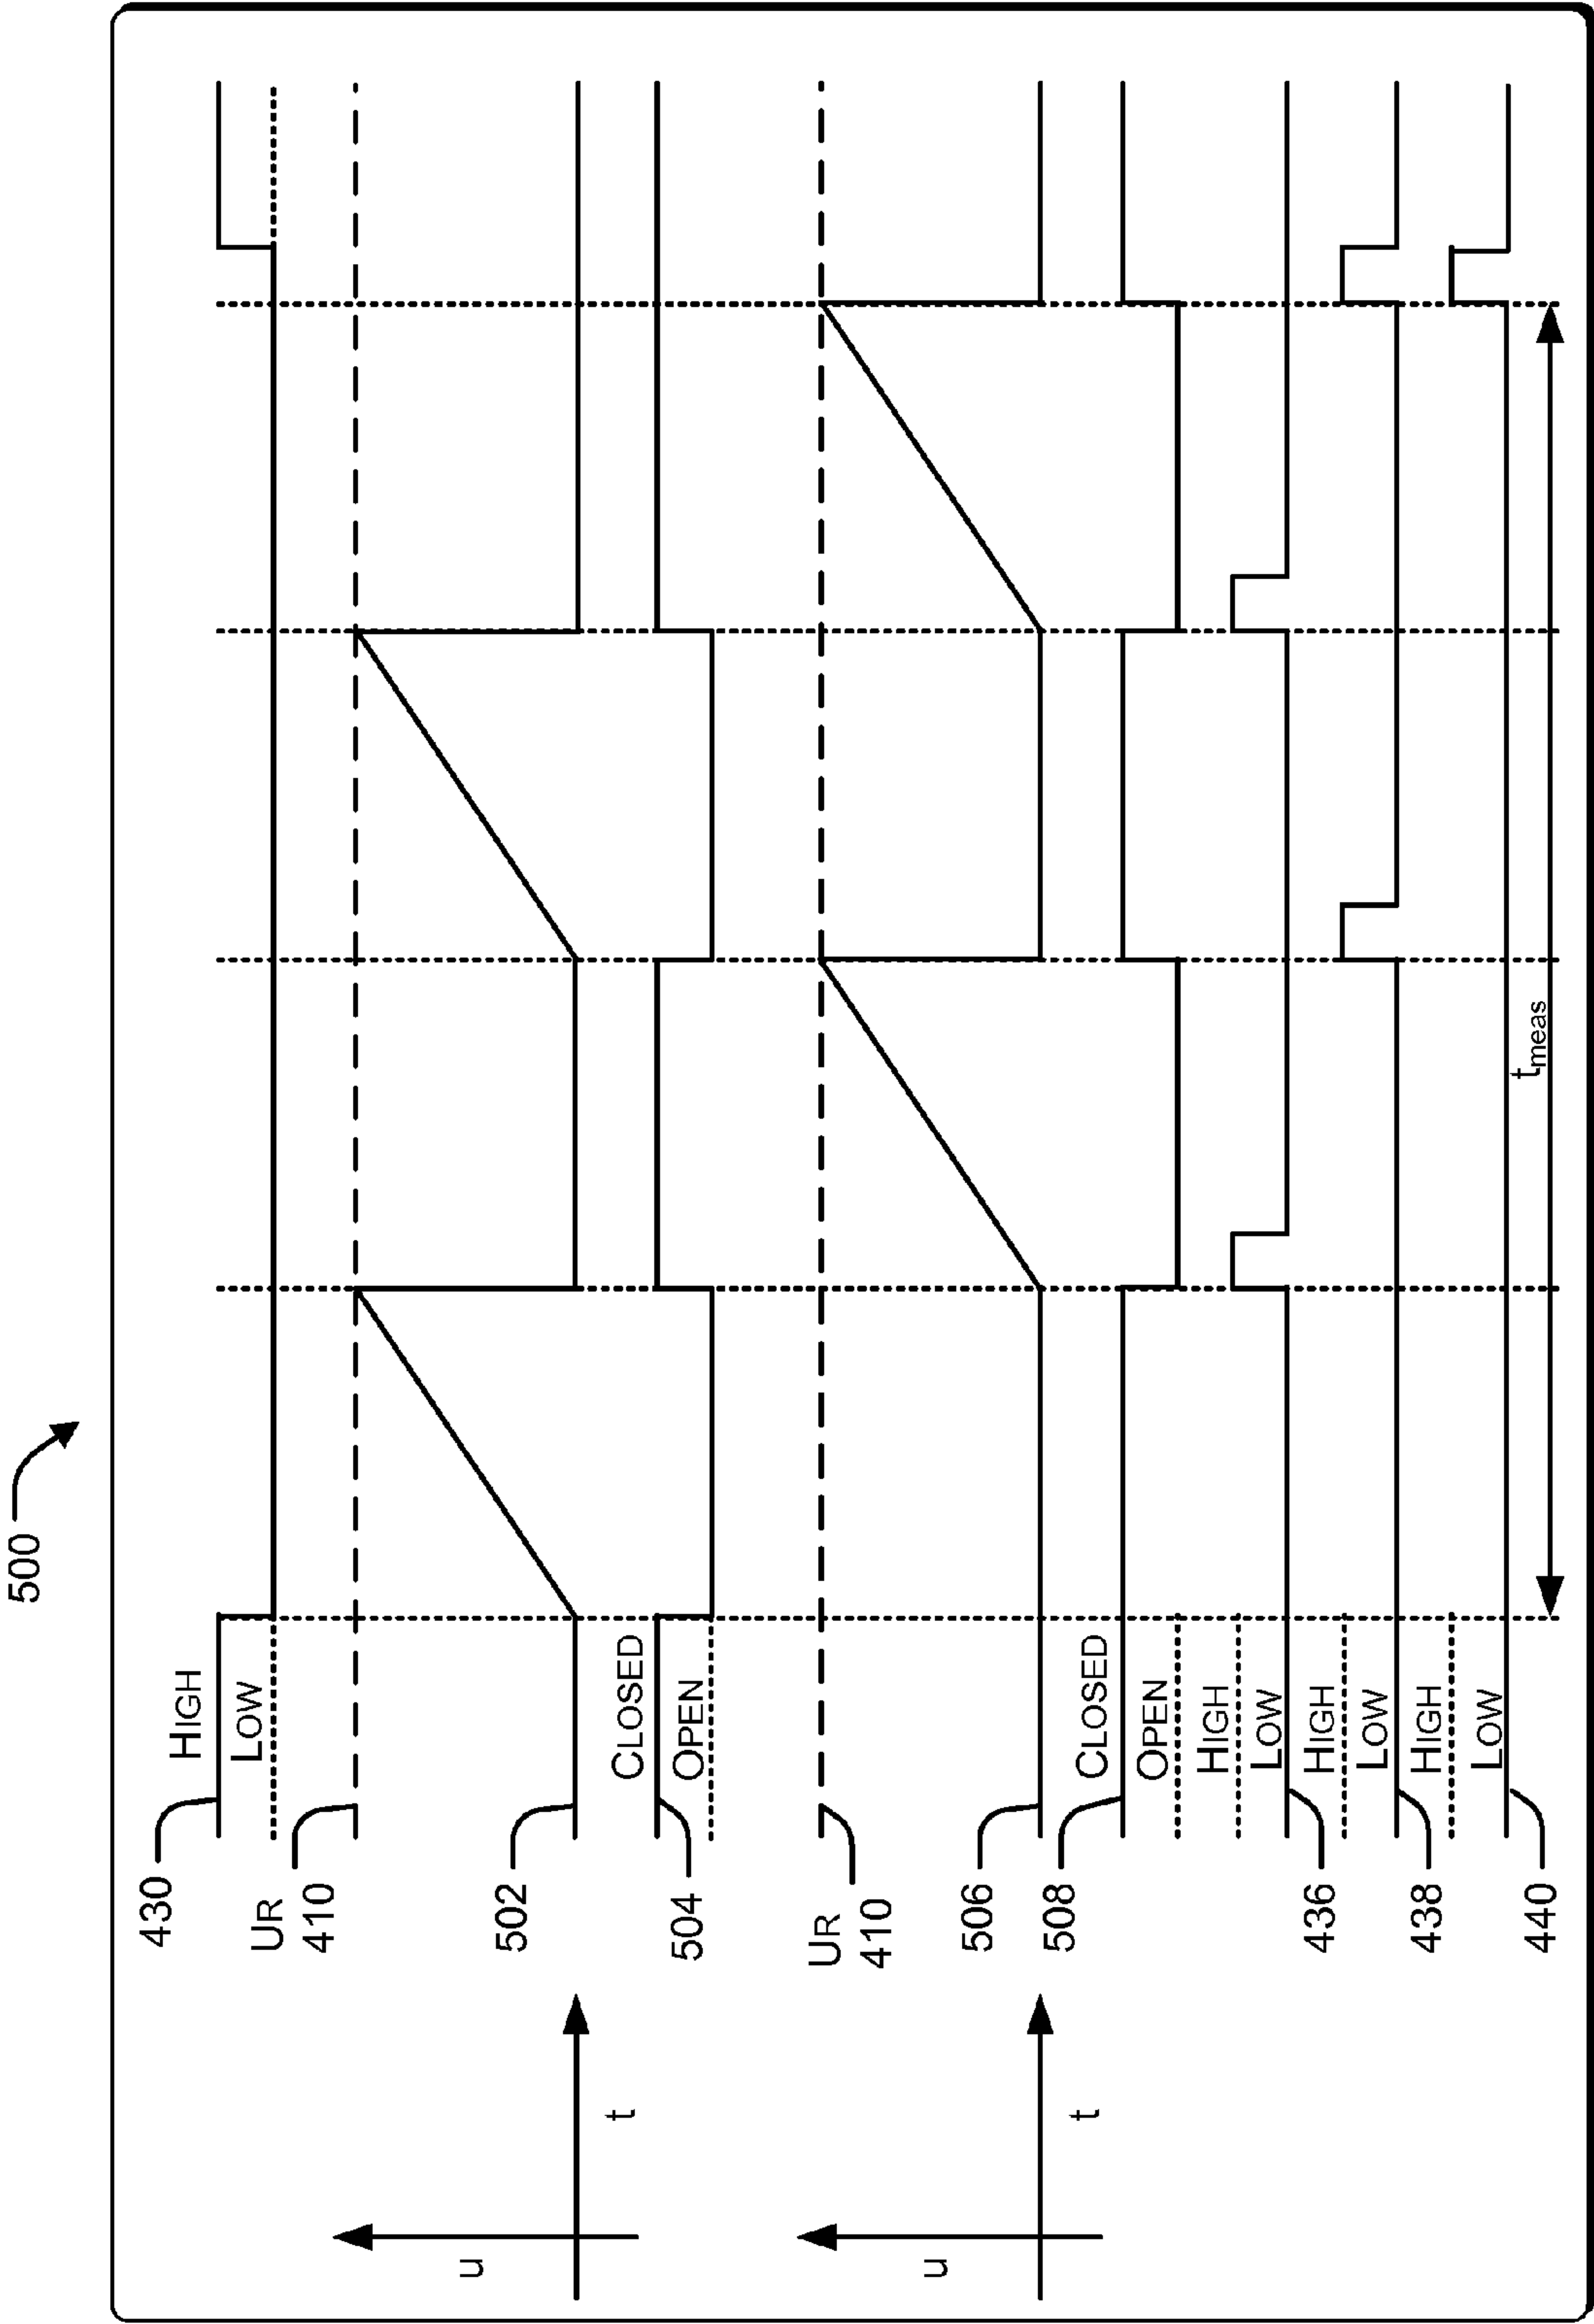 500
430
HIGH
LOW
UR
410
502
504
CLOSED
OPEN
UR
410
506
508
CLOSED
OPEN
436
HIGH
LOW
438
HIGH
LOW
440
HIGH
LOW
u
t
u
t
tmeas